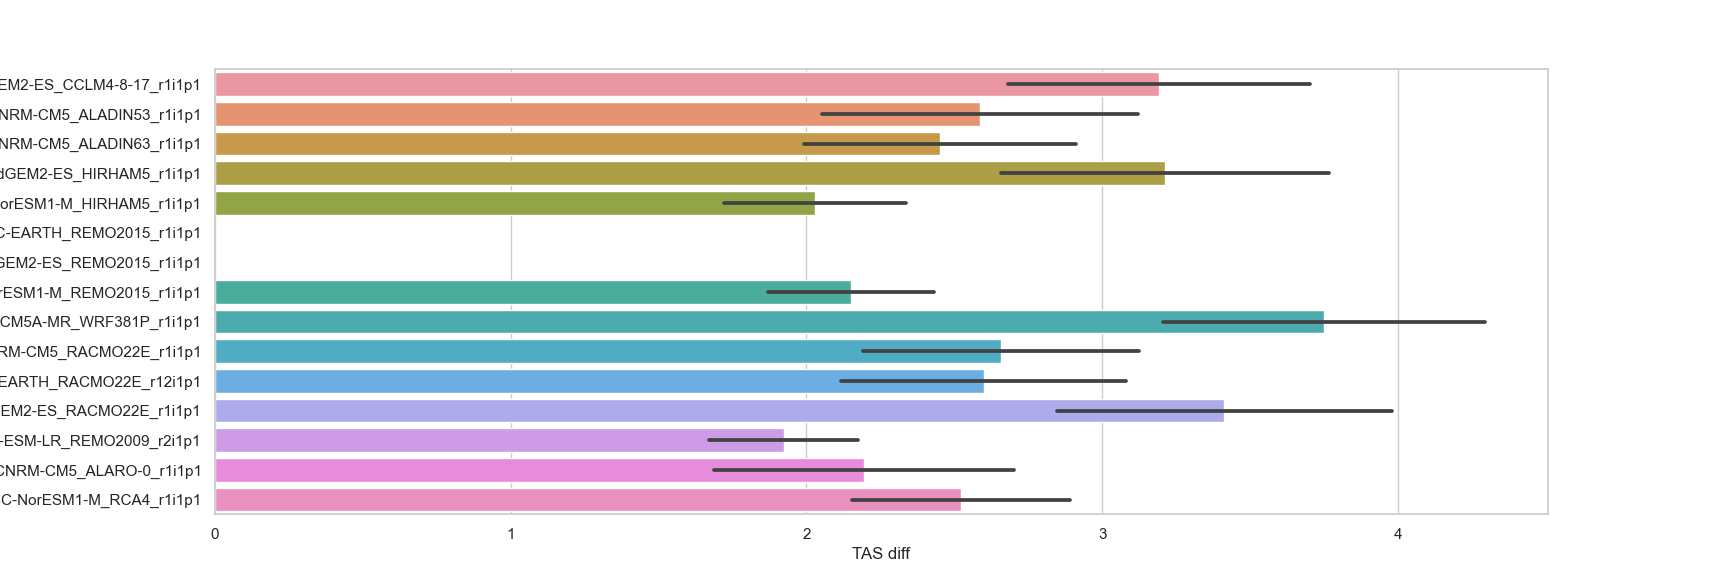 EM2-ES_CCLM4-8-17_r1i1p1
NRM-CM5_ALADIN53_r1i1p1
NRM-CM5_ALADIN63_r1i1p1
dGEM2-ES_HIRHAM5_r1i1p1
orESM1-M_HIRHAM5_r1i1p1
C-EARTH_REMO2015_r1i1p1
GEM2-ES_REMO2015_r1i1p1
rESM1-M_REMO2015_r1i1p1
CM5A-MR_WRF381P_r1i1p1
RM-CM5_RACMO22E_r1i1p1
EARTH_RACMO22E_r12i1p1
EM2-ES_RACMO22E_r1i1p1
-ESM-LR_REMO2009_r2i1p1
CNRM-CM5_ALARO-0_r1i1p1
C-NorESM1-M_RCA4_r1i1p1
0 1 2 3 4
TAS diff